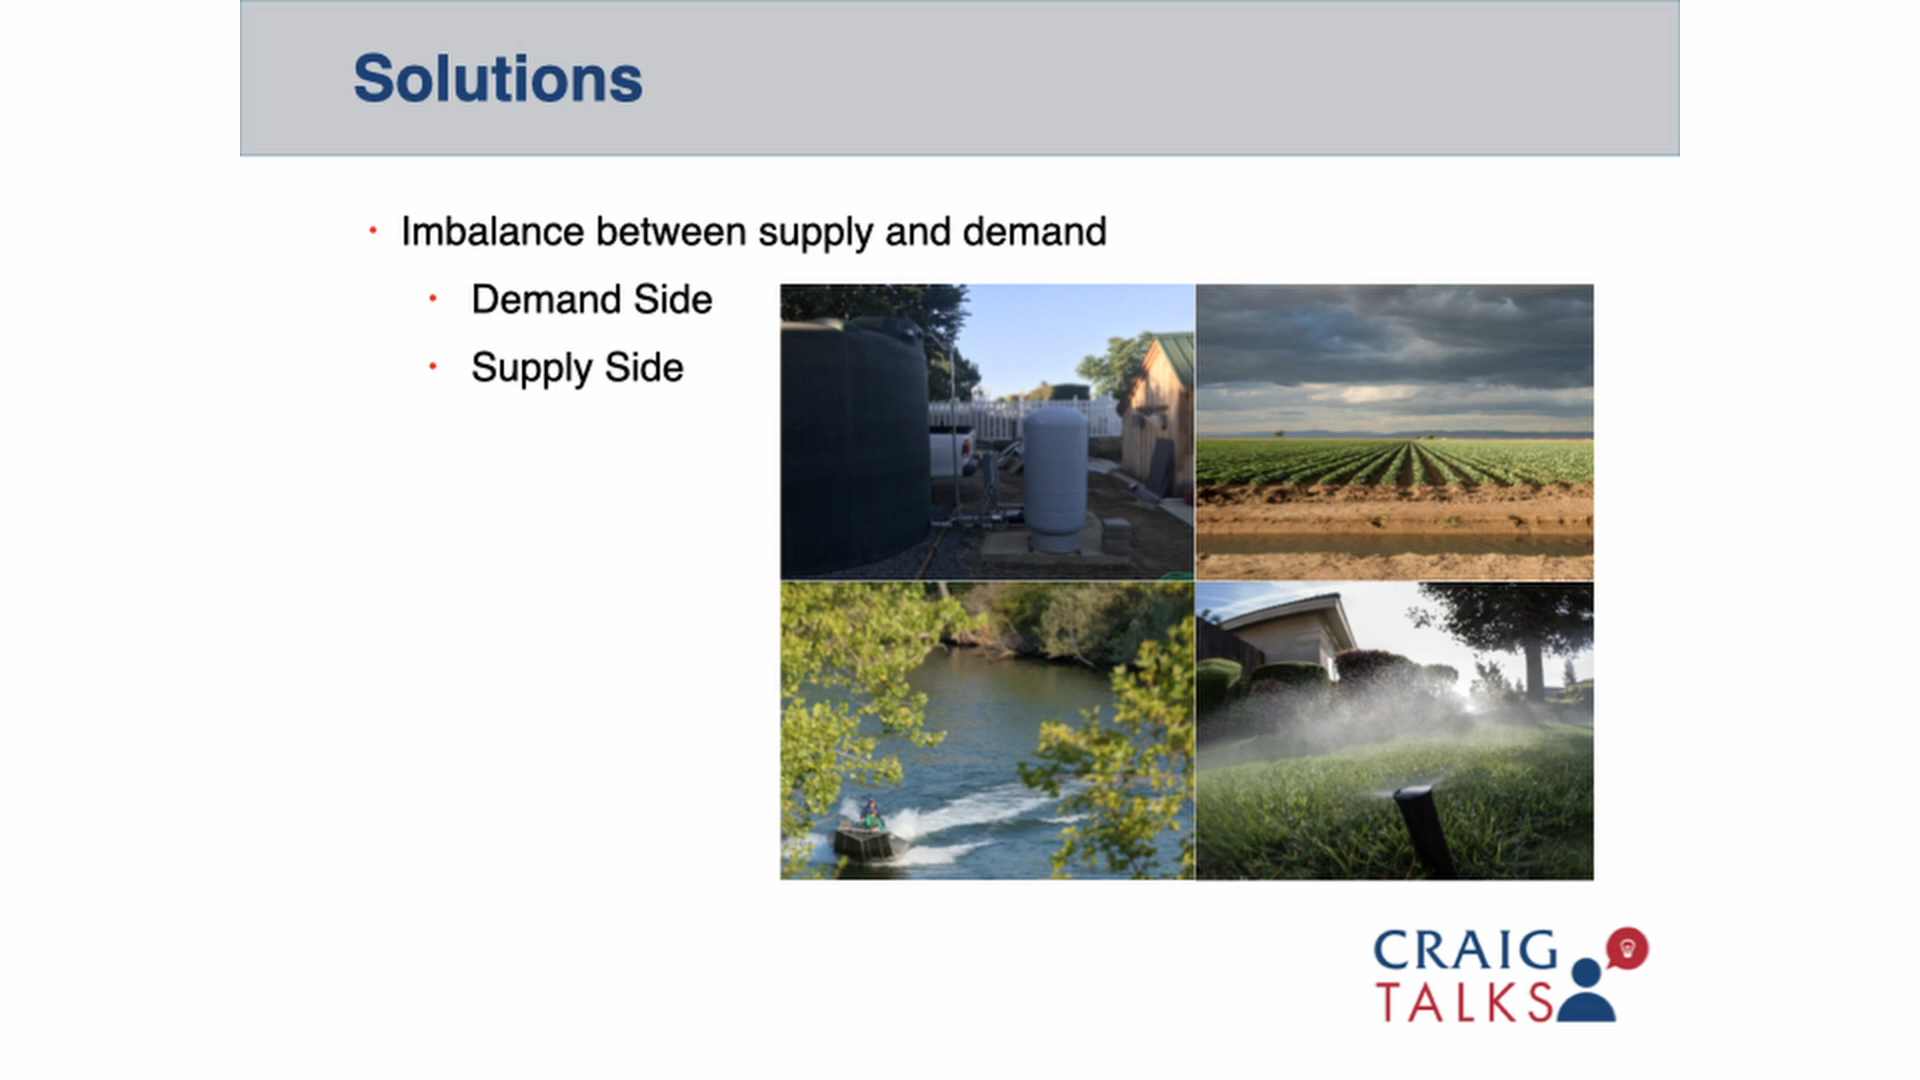 Solutions
• Imbalance between supply and demand
• Demand Side
• Supply Side
CRAIG
TALKS